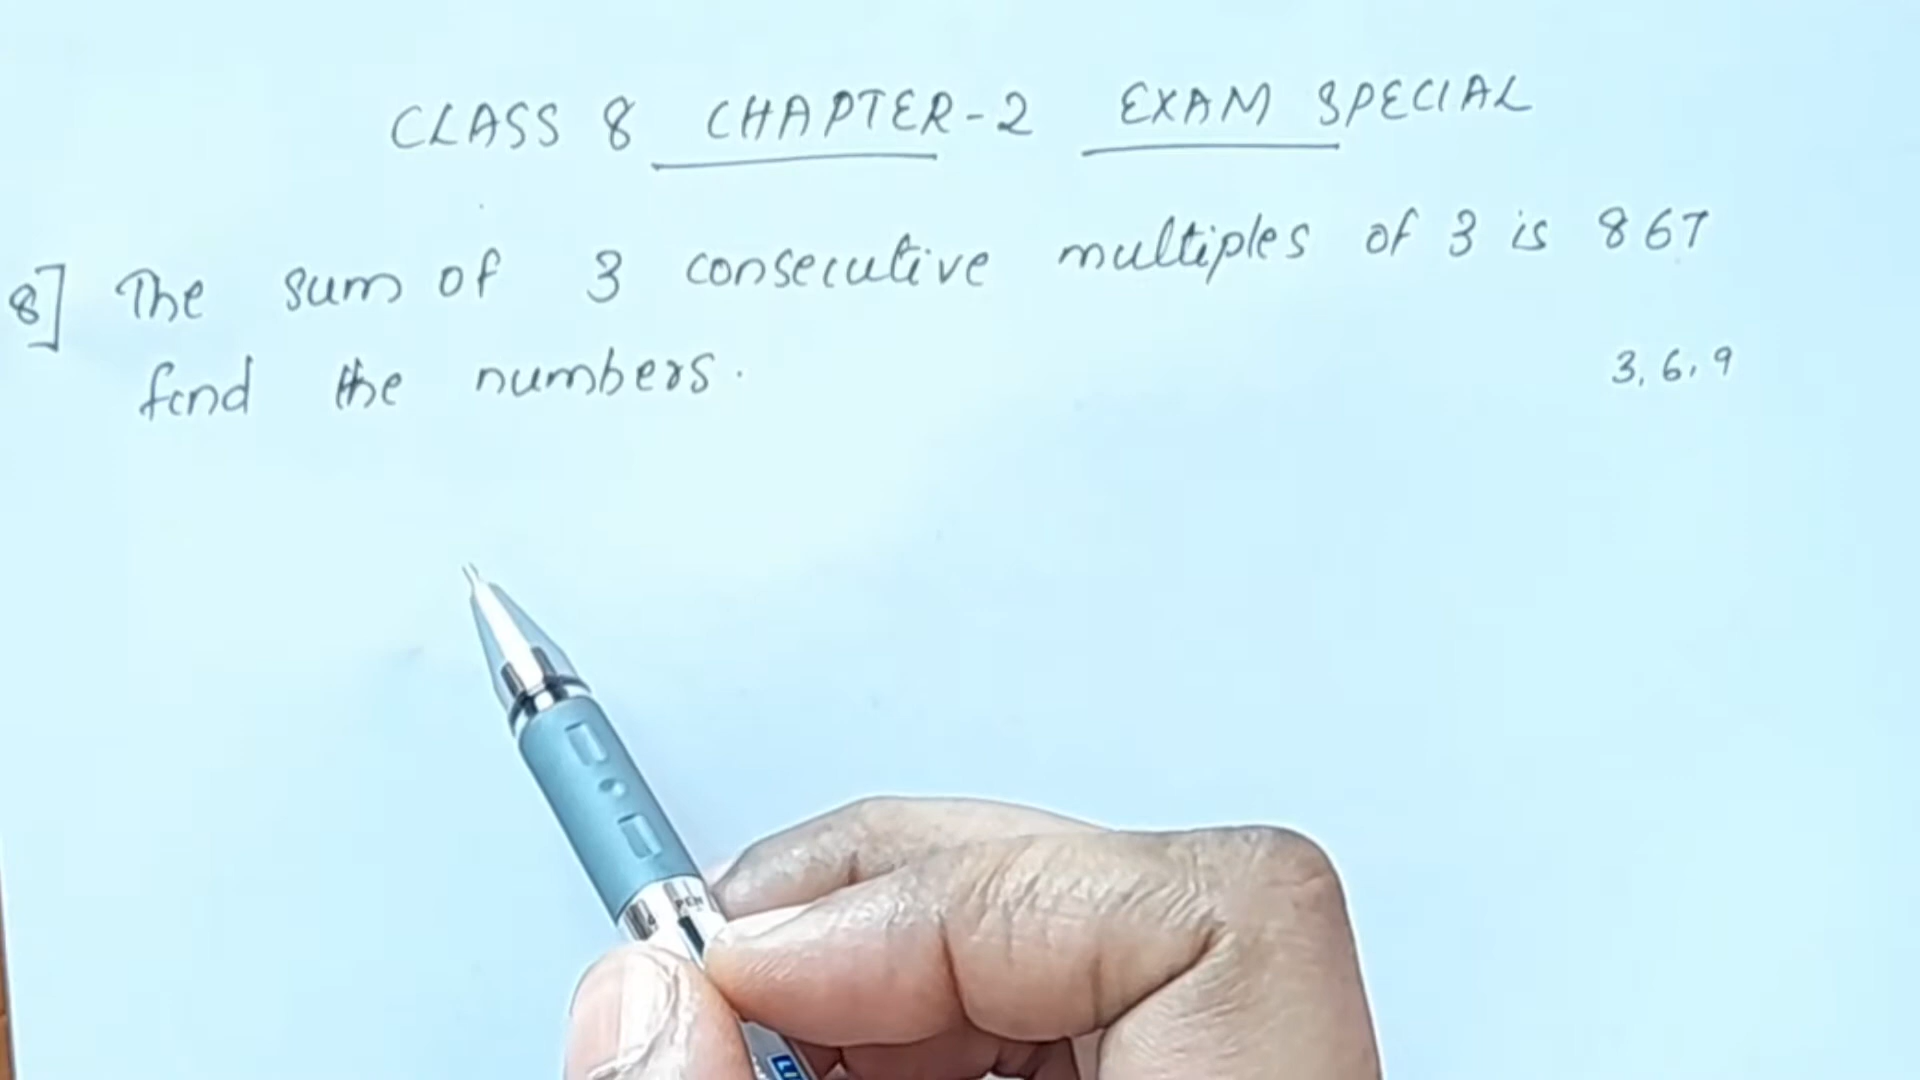 CLASS 8 CHAPTER-2 EXAM SPECIAL
8] The sum of 3 consecutive multiples of 3 is 867
find the numbers.
3, 6, 9